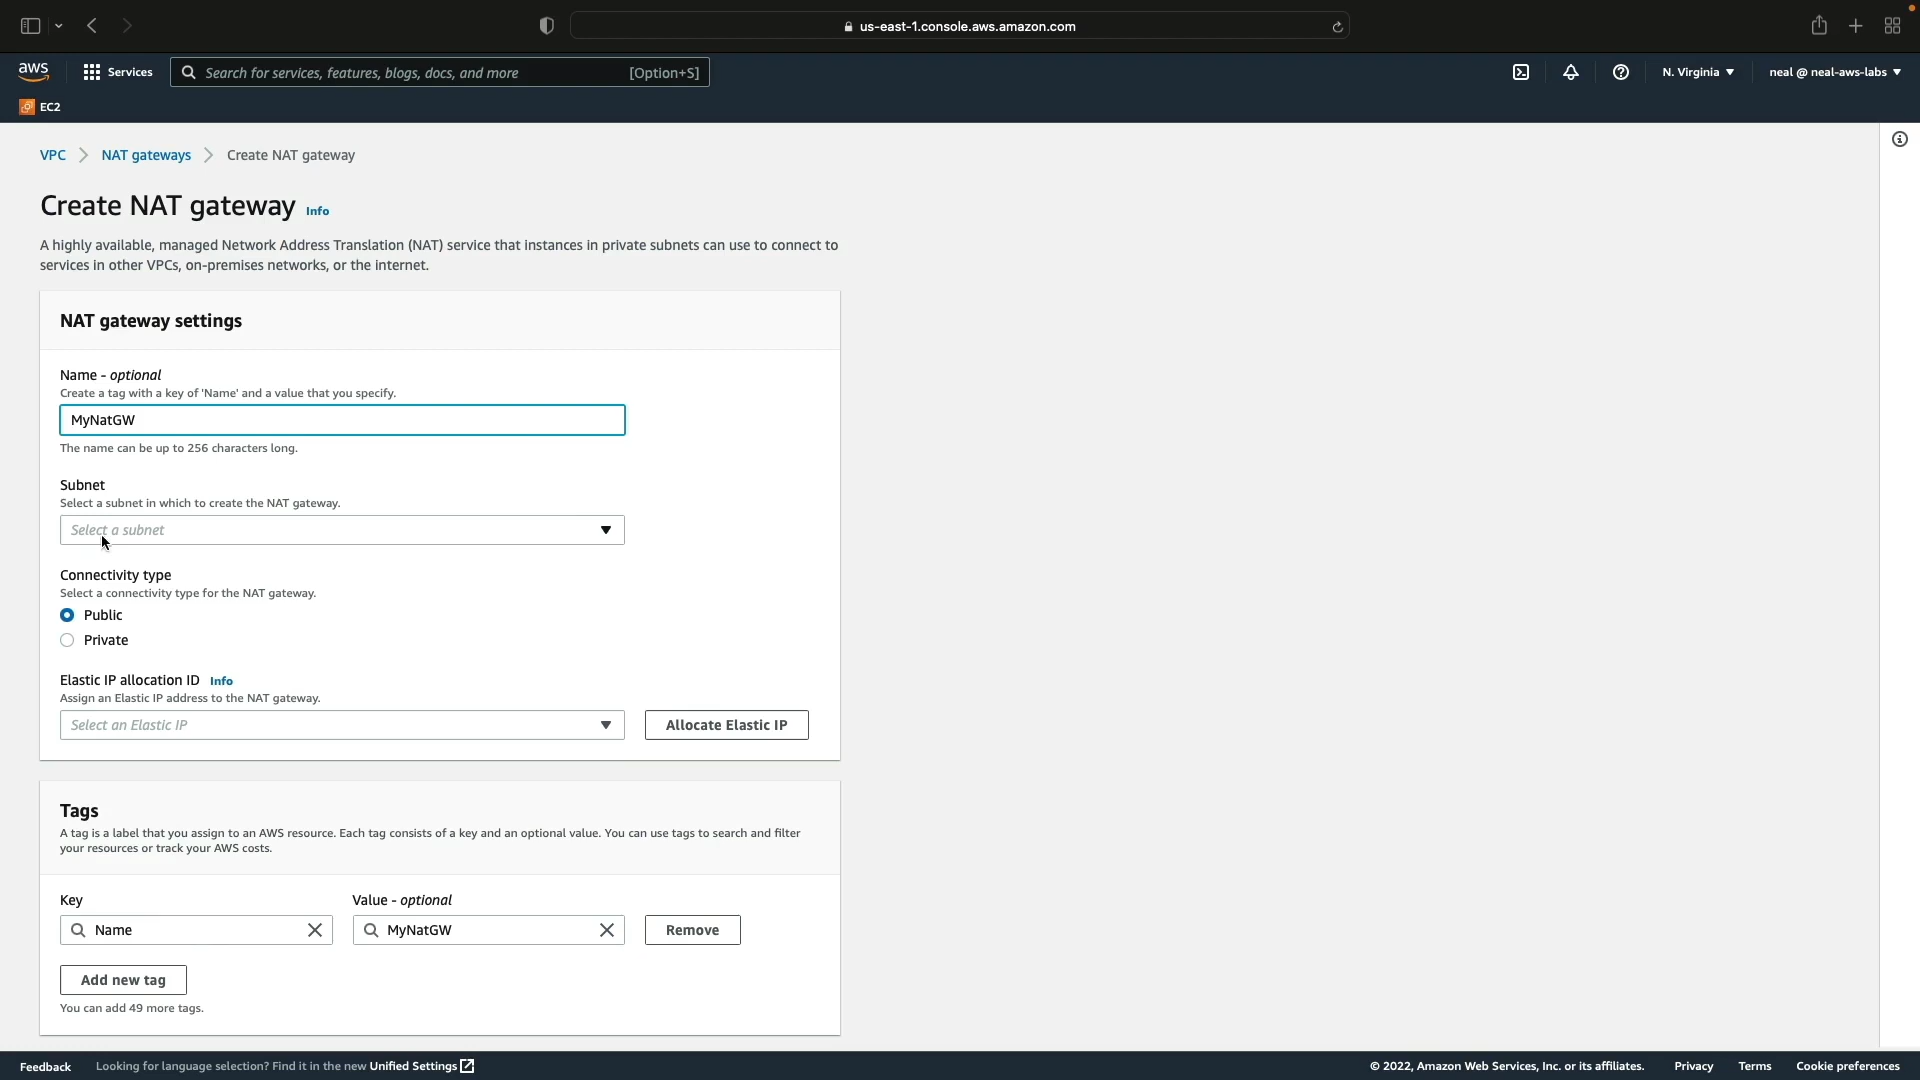 us-east-1.console.aws.amazon.com
aws
Services
Search for services, features, blogs, docs, and more
[Option+S]
N. Virginia
neal @ neal-aws-labs
EC2
VPC
NAT gateways
Create NAT gateway
Create NAT gateway Info
A highly available, managed Network Address Translation (NAT) service that instances in private subnets can use to connect to
services in other VPCs, on-premises networks, or the internet.
NAT gateway settings
Name - optional
Create a tag with a key of 'Name' and a value that you specify.
MyNatGW
The name can be up to 256 characters long.
Subnet
Select a subnet in which to create the NAT gateway.
Select a subnet
Connectivity type
Select a connectivity type for the NAT gateway.
Public
Private
Elastic IP allocation ID Info
Assign an Elastic IP address to the NAT gateway.
Select an Elastic IP
Allocate Elastic IP
Tags
A tag is a label that you assign to an AWS resource. Each tag consists of a key and an optional value. You can use tags to search and filter
your resources or track your AWS costs.
Key
Value - optional
Name
MyNatGW
Remove
Add new tag
You can add 49 more tags.
Feedback
Looking for language selection? Find it in the new Unified Settings
© 2022, Amazon Web Services, Inc. or its affiliates.
Privacy
Terms
Cookie preferences